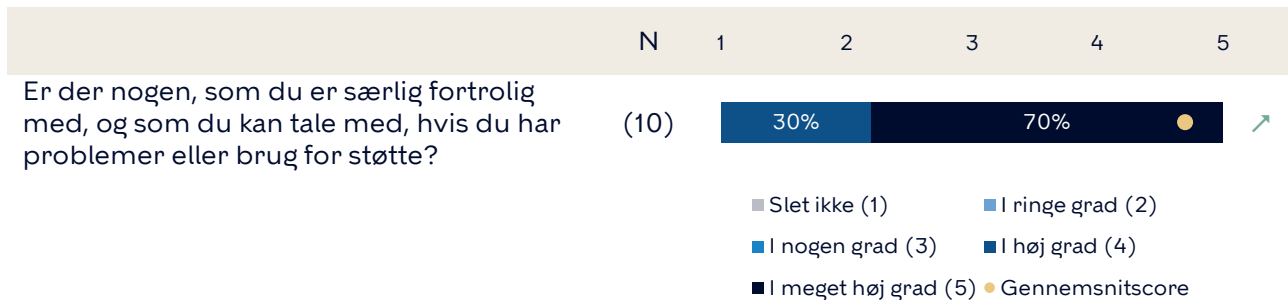 N 1 2 3 4 5
Er der nogen, som du er særlig fortrolig
med, og som du kan tale med, hvis du har
problemer eller brug for støtte?
(10) 30% 70%
Slet ikke (1) I ringe grad (2)
I nogen grad (3) I høj grad (4)
I meget høj grad (5) Gennemsnitscore